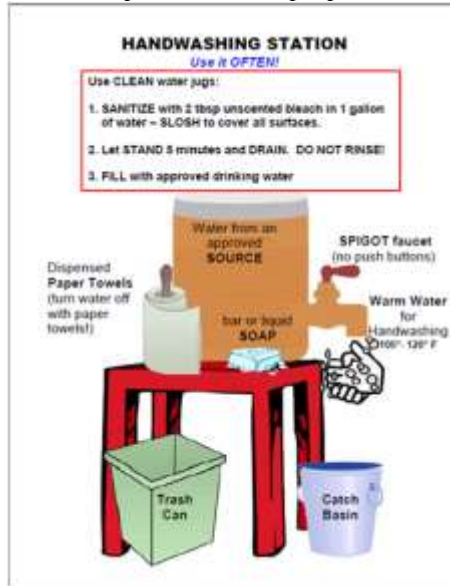 HANDWASHING STATION
Use it OFTEN!
Use CLEAN water jugs:
1. SANITIZE with 2 tbsp unscented bleach in 1 gallon
of water – SLOSH to cover all surfaces.
2. Let STAND 5 minutes and DRAIN. DO NOT RINSE!
3. FILL with approved drinking water
Water from an
approved
SOURCE
SPIGOT faucet
(no push buttons)
Dispensed
Paper Towels
(turn water off
with paper
towels!)
Warm Water
for
Handwashing
100°- 120° F
bar or liquid
SOAP
Trash
Can
Catch
Basin